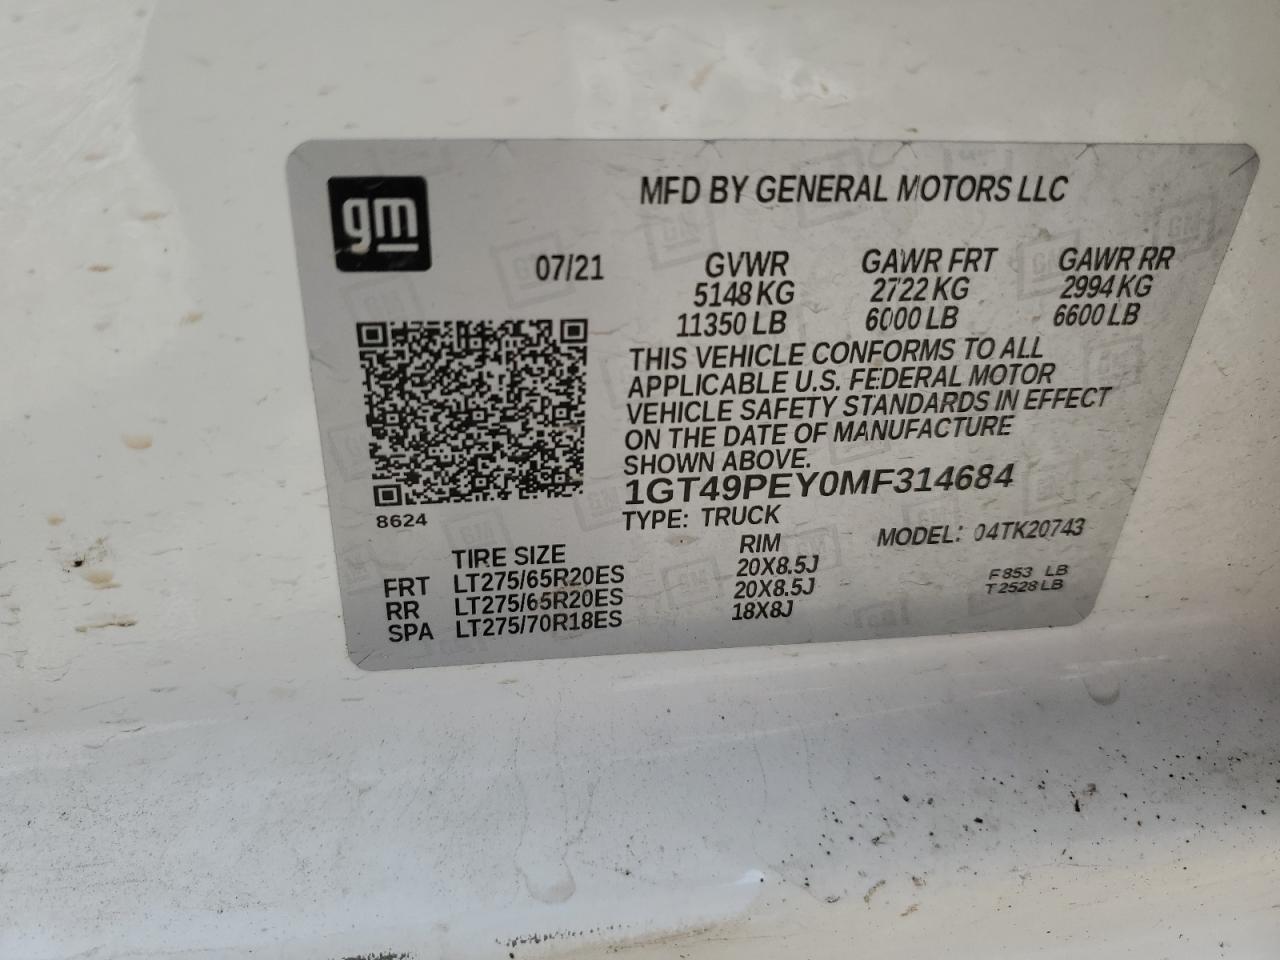 gm
MFD BY GENERAL MOTORS LLC
07/21
GVWR GAWR FRT GAWR RR
5148 KG 2722 KG 2994 KG
11350 LB 6000 LB 6600 LB
THIS VEHICLE CONFORMS TO ALL
APPLICABLE U.S. FEDERAL MOTOR
VEHICLE SAFETY STANDARDS IN EFFECT
ON THE DATE OF MANUFACTURE
SHOWN ABOVE.
1GT49PEY0MF314684
8624
TYPE: TRUCK MODEL: 04TK20743
TIRE SIZE RIM
FRT LT275/65R20ES 20X8.5J F 853 LB
RR LT275/65R20ES 20X8.5J T 2528 LB
SPA LT275/70R18ES 18X8J